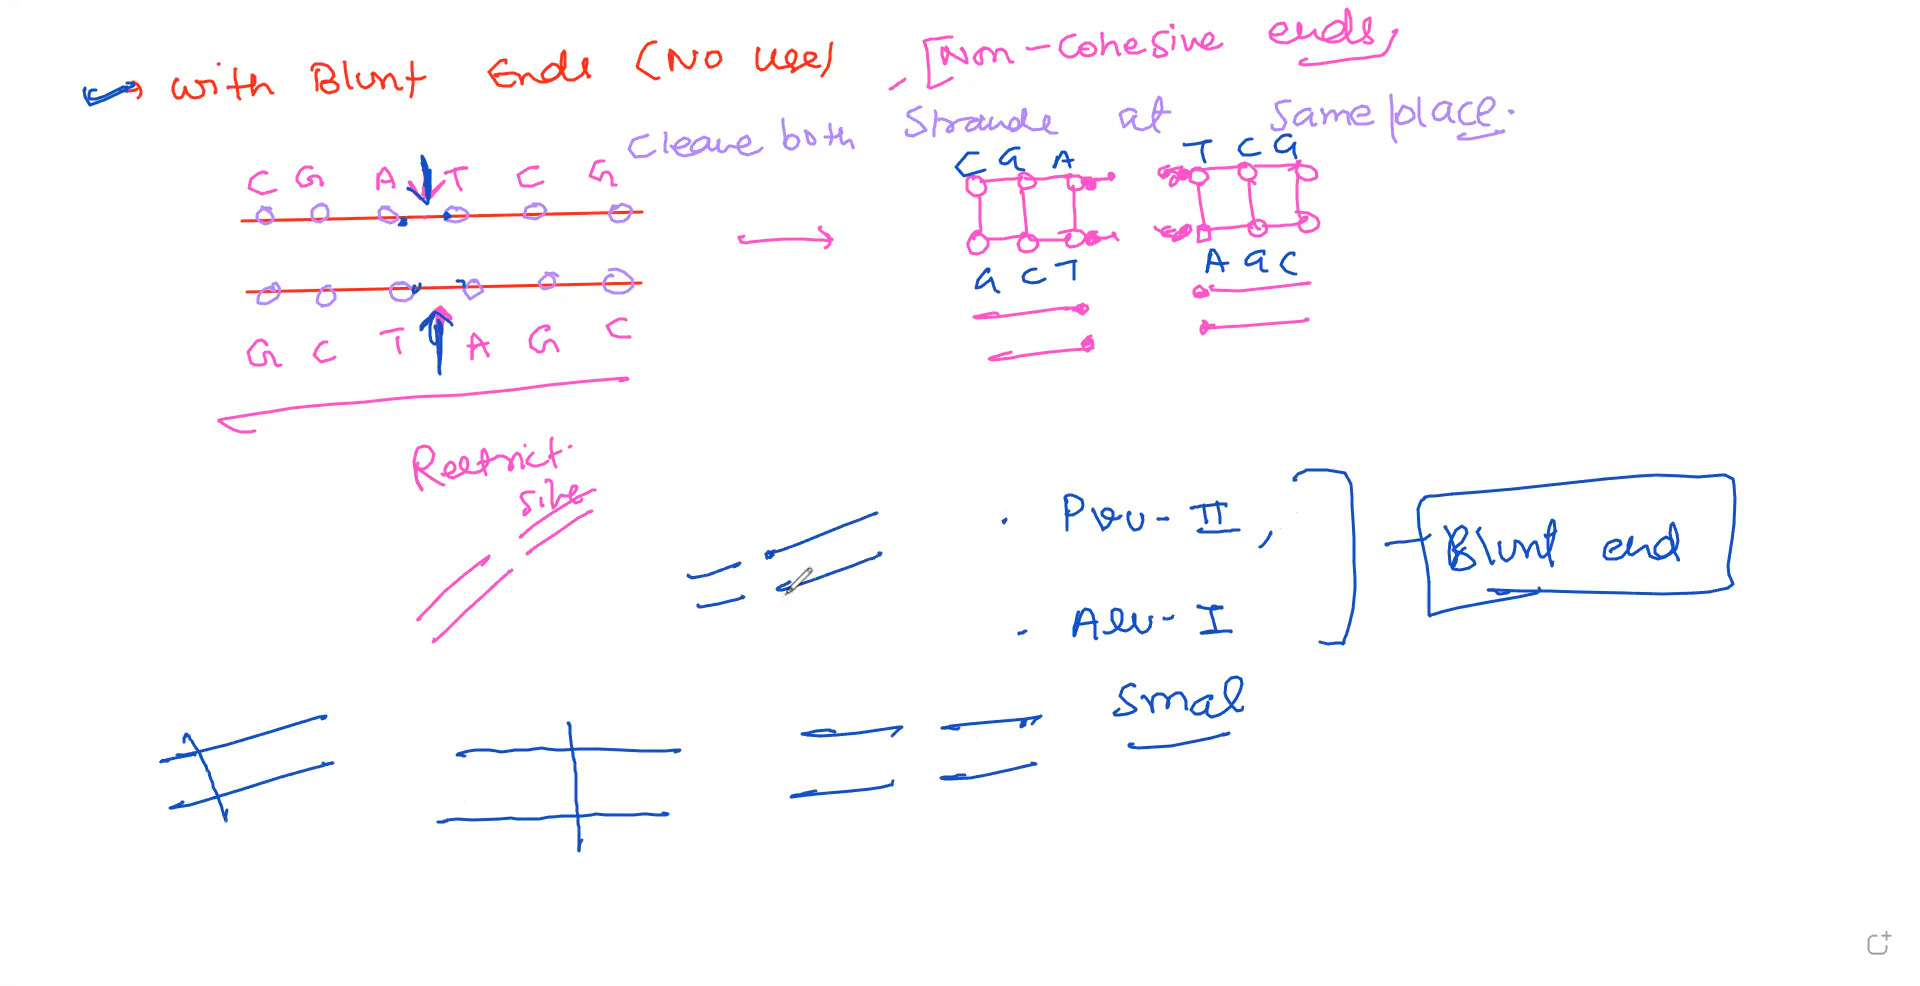 with Blunt Ends (No use) [Non-cohesive ends,
cleave both strands at same place.
C G A T C G
G C T A G C
C G A T C G
G C T A G C
Restrict.
site
. Pvu-II,
. Alu-I
Blunt end
SmaI